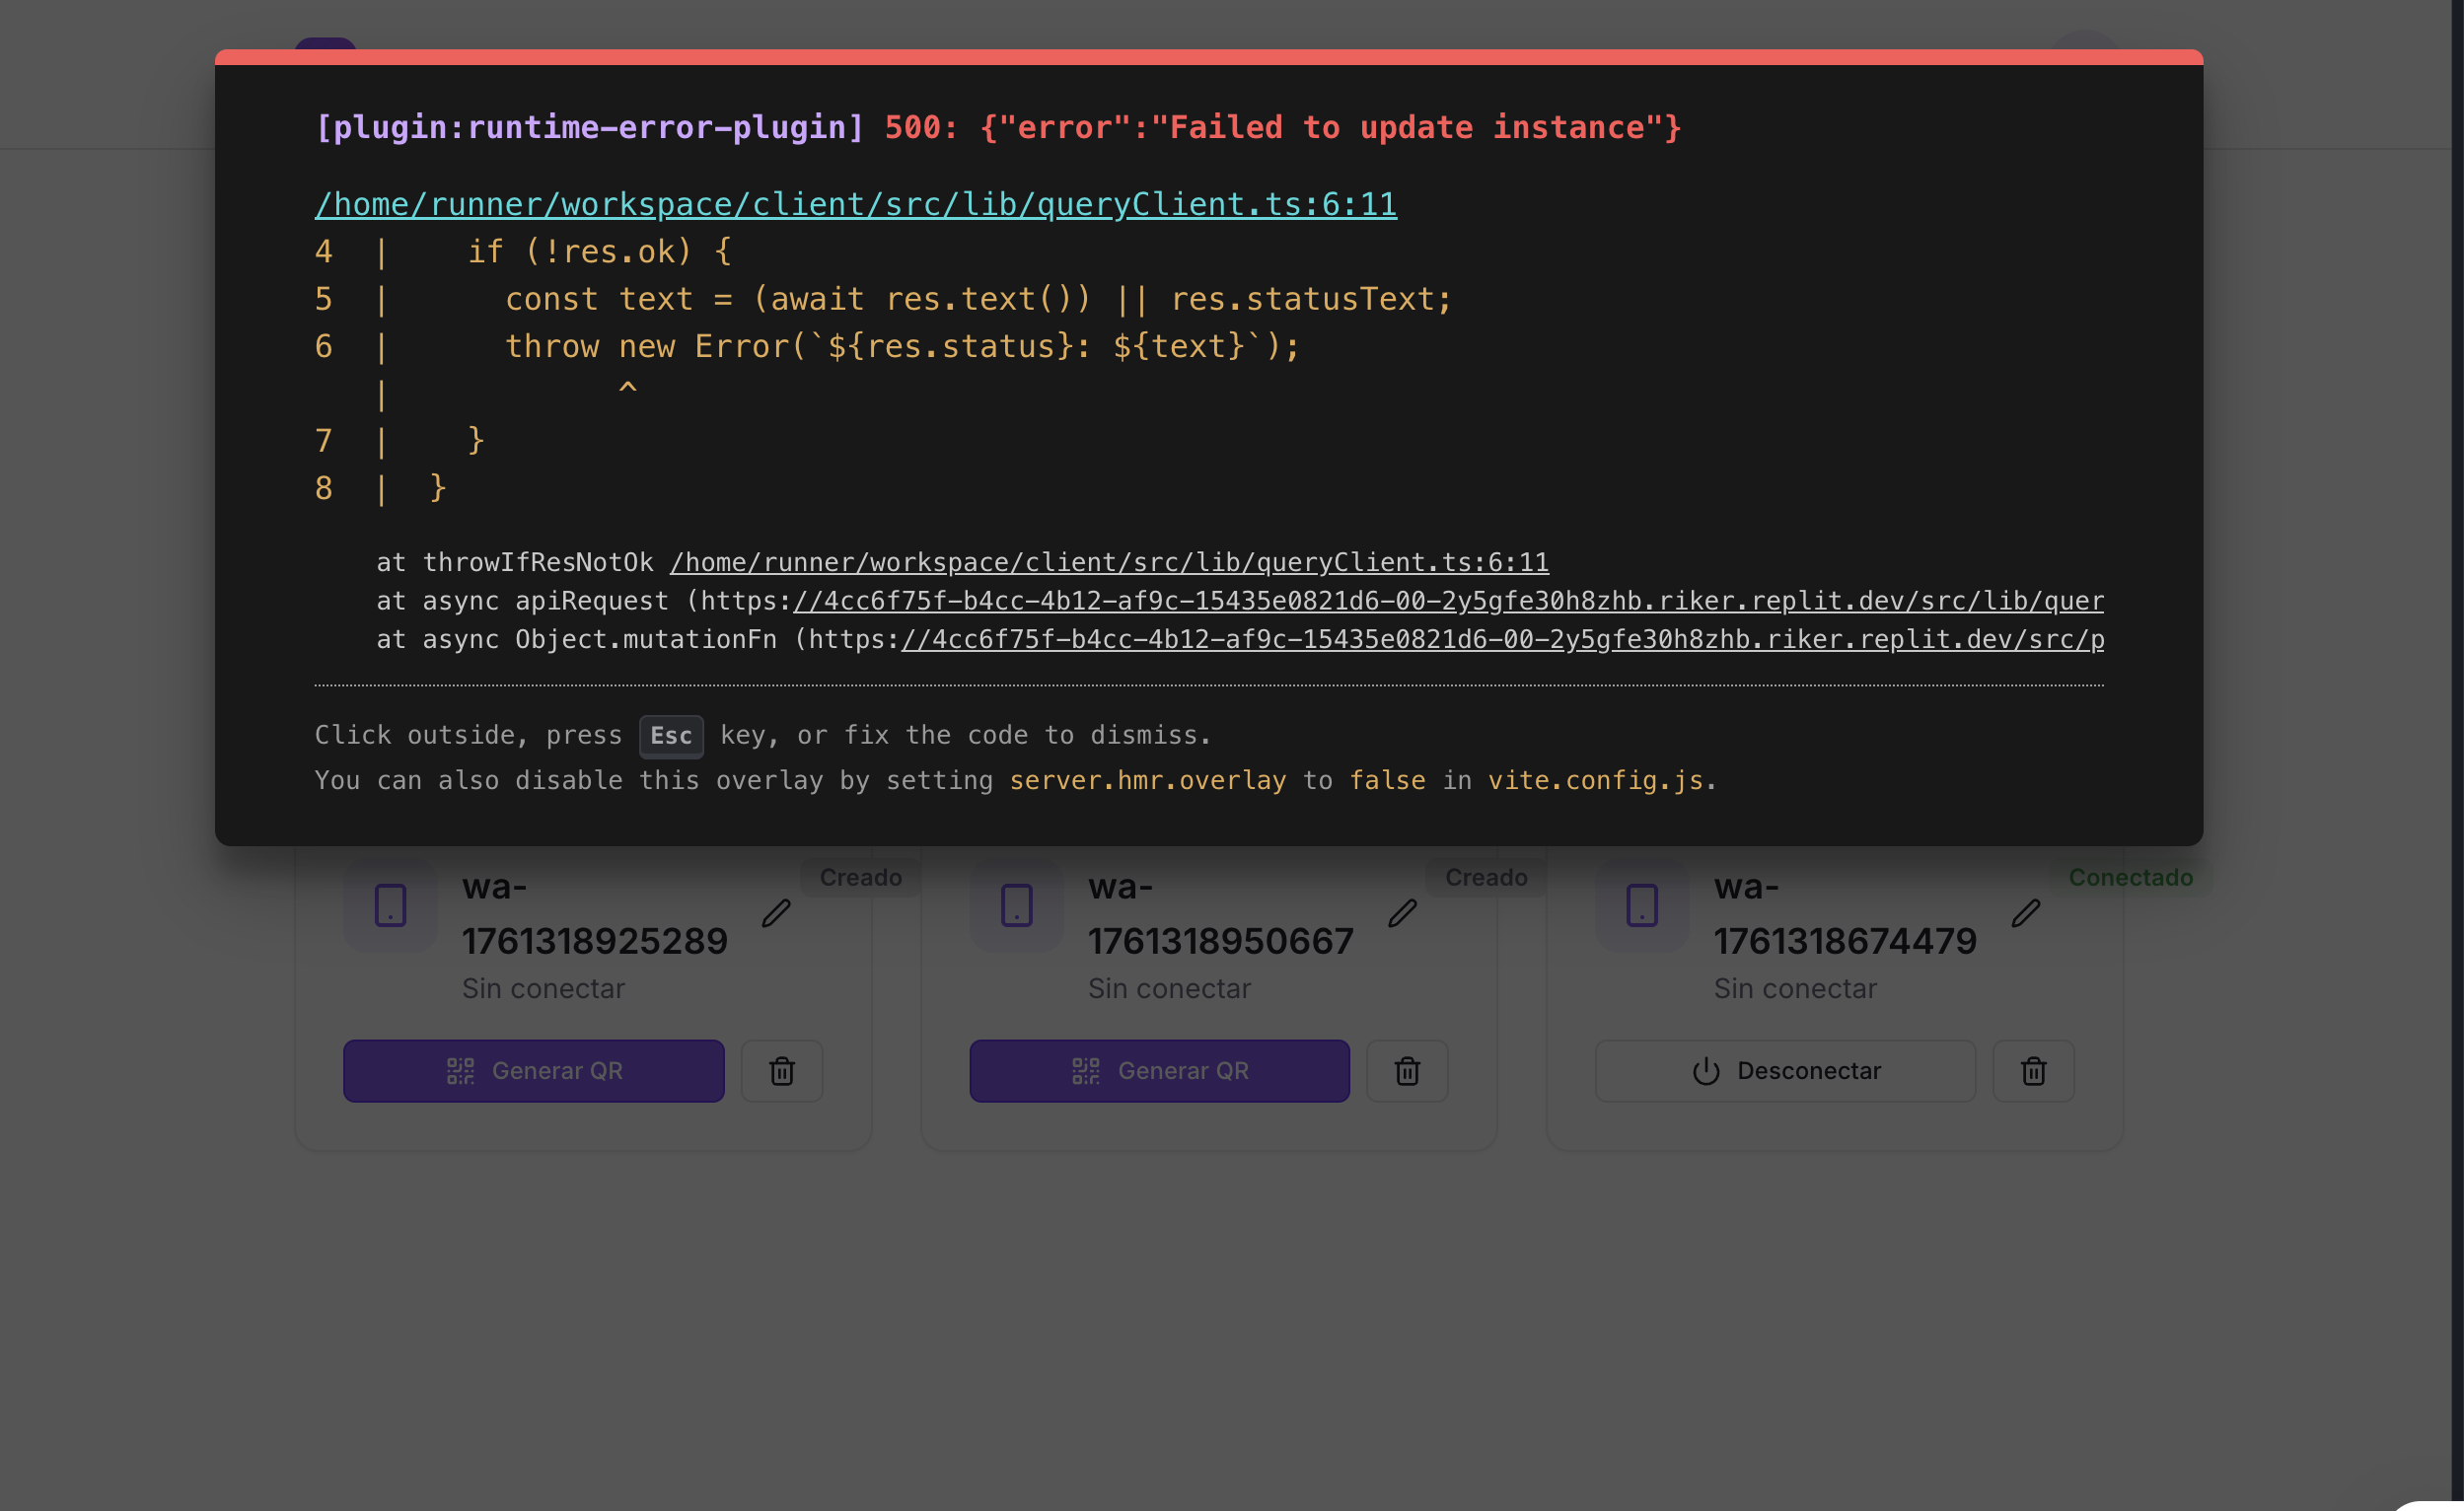 [plugin:runtime-error-plugin] 500: {"error":"Failed to update instance"}
/home/runner/workspace/client/src/lib/queryClient.ts:6:11
4  |    if (!res.ok) {
5  |      const text = (await res.text()) || res.statusText;
6  |      throw new Error(`${res.status}: ${text}`);
   |            ^
7  |    }
8  |  }
at throwIfResNotOk /home/runner/workspace/client/src/lib/queryClient.ts:6:11
at async apiRequest (https://4cc6f75f-b4cc-4b12-af9c-15435e0821d6-00-2y5gfe30h8zhb.riker.replit.dev/src/lib/quer
at async Object.mutationFn (https://4cc6f75f-b4cc-4b12-af9c-15435e0821d6-00-2y5gfe30h8zhb.riker.replit.dev/src/p
Click outside, press Esc key, or fix the code to dismiss.
You can also disable this overlay by setting server.hmr.overlay to false in vite.config.js.
wa-
1761318925289
Creado
Sin conectar
Generar QR
wa-
1761318950667
Creado
Sin conectar
Generar QR
wa-
1761318674479
Conectado
Sin conectar
Desconectar